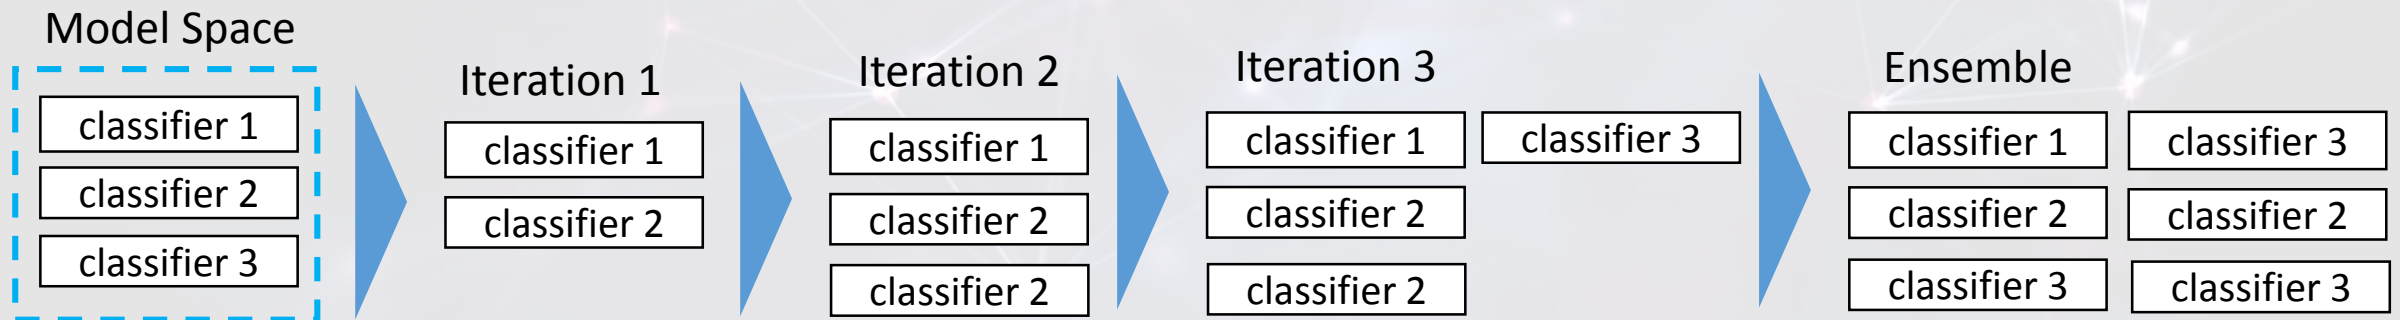 Model Space
classifier 1
classifier 2
classifier 3
Iteration 1
classifier 1
classifier 2
Iteration 2
classifier 1
classifier 2
classifier 2
Iteration 3
classifier 1 classifier 3
classifier 2
classifier 2
Ensemble
classifier 1 classifier 3
classifier 2 classifier 2
classifier 3 classifier 3